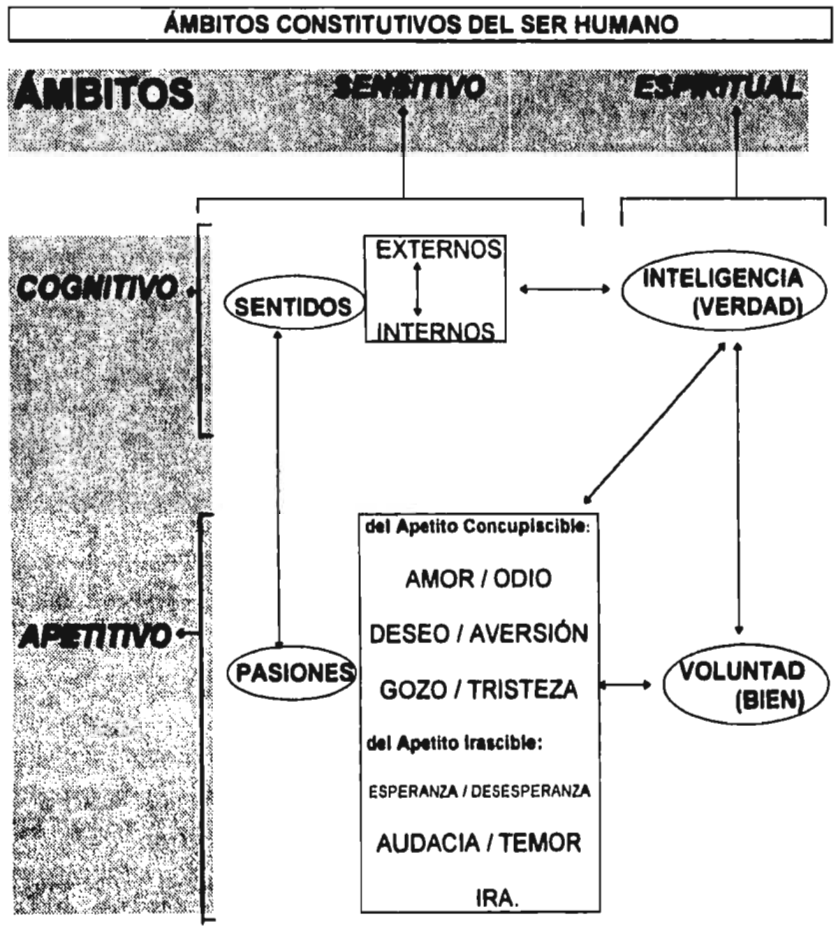 ÁMBITOS CONSTITUTIVOS DEL SER HUMANO
ÁMBITOS
SENSITIVO
ESPIRITUAL
COGNITIVO
SENTIDOS
EXTERNOS
INTERNOS
INTELIGENCIA
(VERDAD)
APETITIVO
PASIONES
del Apetito Concupiscible:
AMOR / ODIO
DESEO / AVERSIÓN
GOZO / TRISTEZA
del Apetito Irascible:
ESPERANZA / DESESPERANZA
AUDACIA / TEMOR
IRA.
VOLUNTAD
(BIEN)